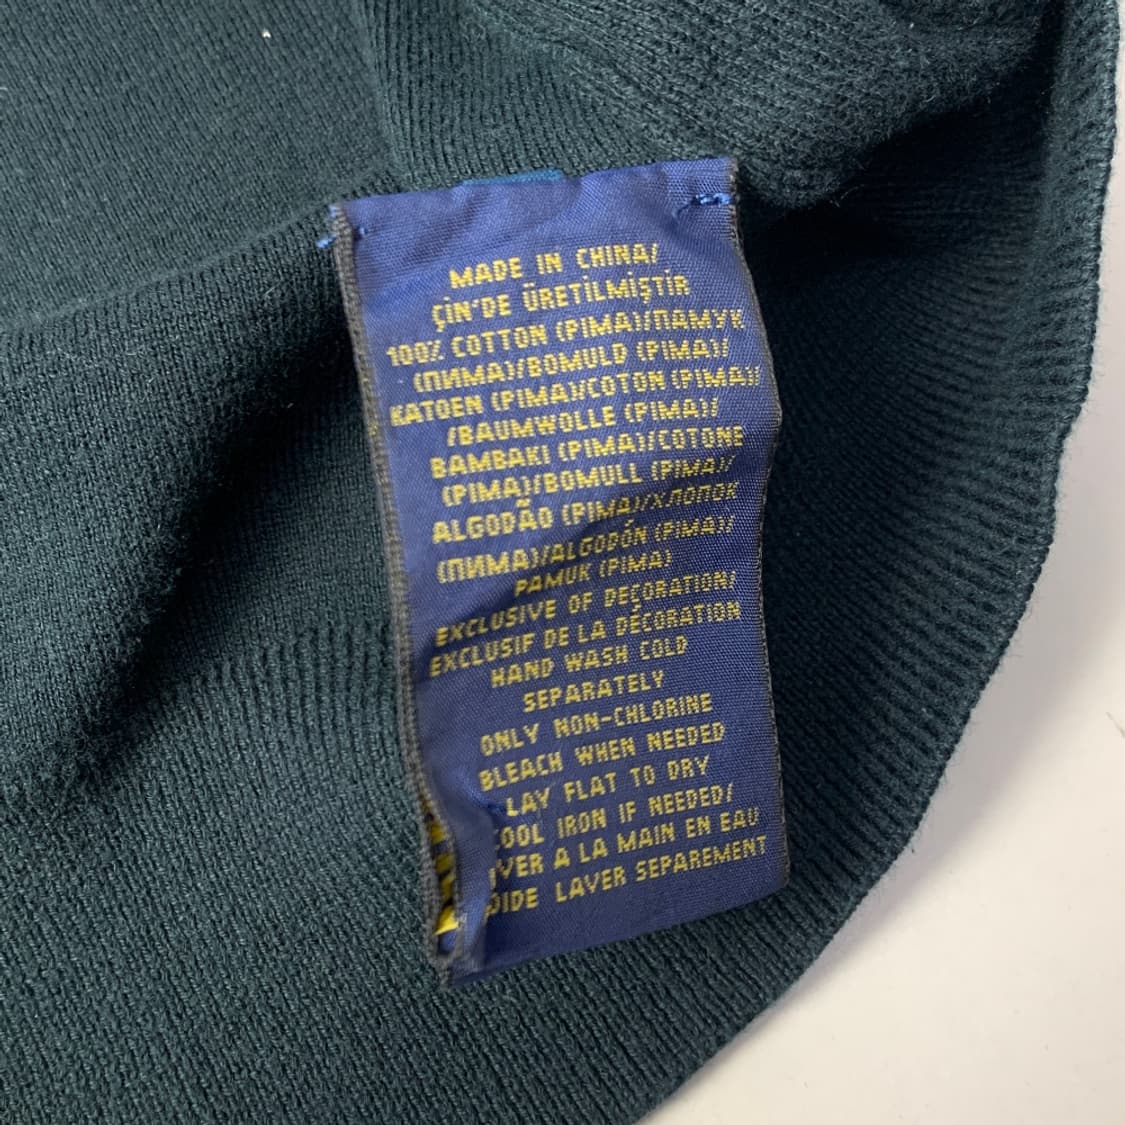 MADE IN CHINA/
ÇİN'DE ÜRETİLMİŞTİR
100% COTTON (PIMA)/ПАМУК
(ПИМА)/BOMULD (PIMA)/
KATOEN (PIMA)/COTON (PIMA)/
/BAUMWOLLE (PIMA)/
BAMBAKI (PIMA)/COTONE
(PIMA)/BOMULL (PIMA)/
ALGODÃO (PIMA)/ХЛОПОК
(ПИМА)/ALGODÓN (PIMA)/
PAMUK (PIMA)
EXCLUSIVE OF DECORATION/
EXCLUSIF DE LA DÉCORATION
HAND WASH COLD
SEPARATELY
ONLY NON-CHLORINE
BLEACH WHEN NEEDED
LAY FLAT TO DRY
OOL IRON IF NEEDED/
VER A LA MAIN EN EAU
OIDE LAVER SEPAREMENT